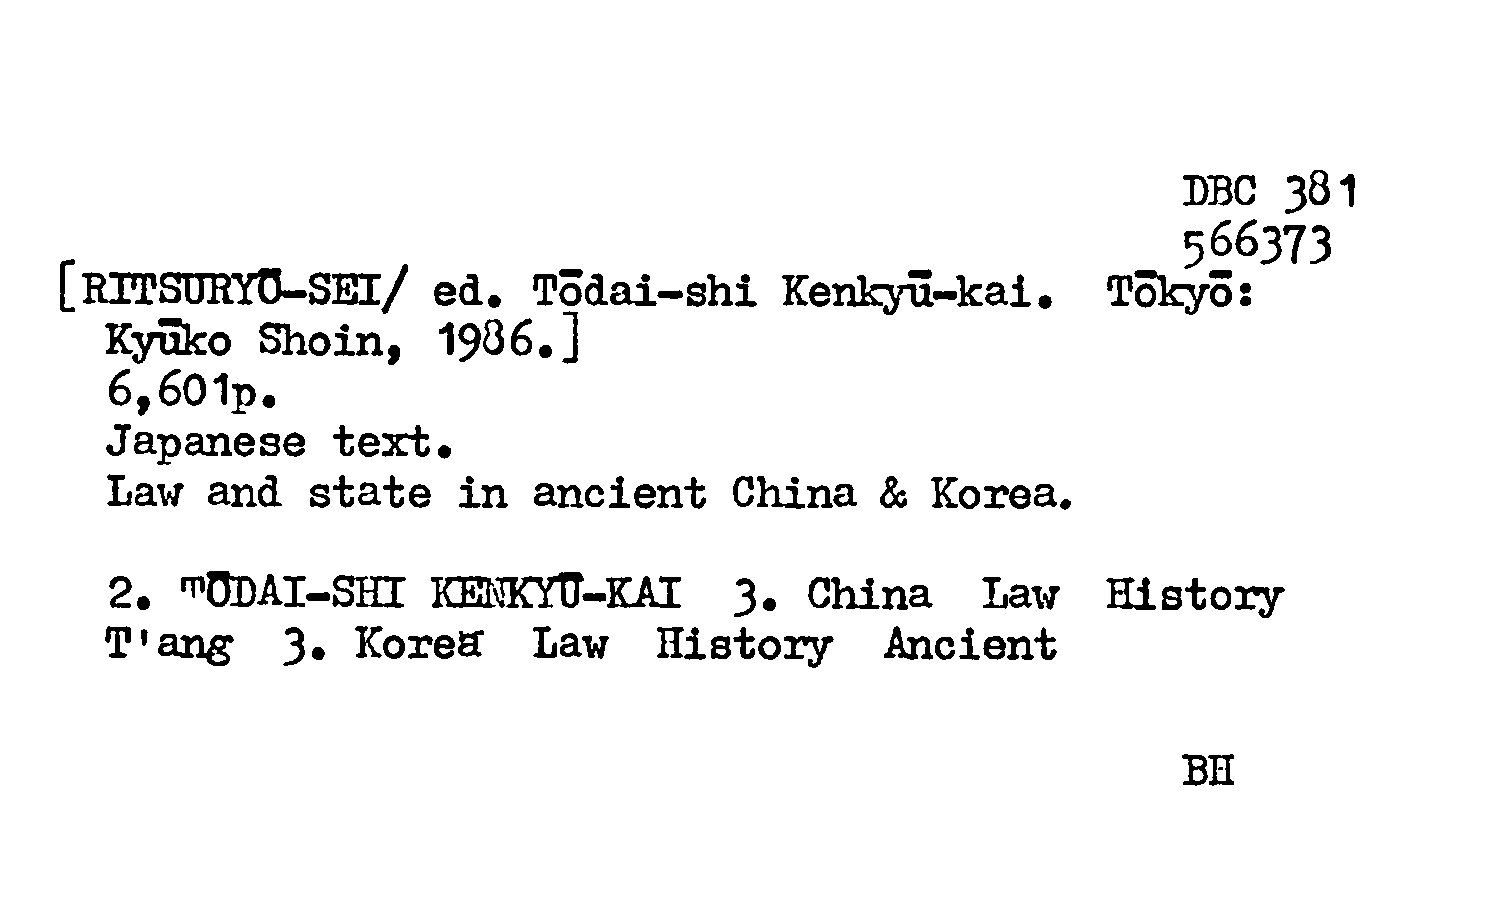 DBC 381
566373
[RITSURYŌ-SEI/ ed. Tōdai-shi Kenkyū-kai. Tōkyō:
Kyūko Shoin, 1986.]
6,601p.
Japanese text.
Law and state in ancient China & Korea.
2. TŌDAI-SHI KENKYŪ-KAI 3. China Law History
T'ang 3. Korea Law History Ancient
BH